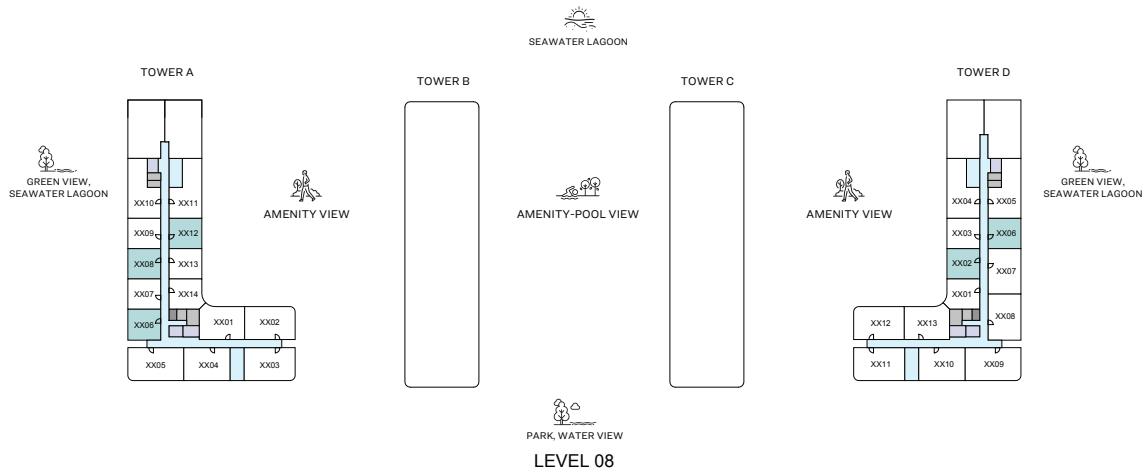 SEAWATER LAGOON
TOWER A
TOWER B
TOWER C
TOWER D
GREEN VIEW,
SEAWATER LAGOON
AMENITY VIEW
AMENITY-POOL VIEW
AMENITY VIEW
GREEN VIEW,
SEAWATER LAGOON
XX10 XX11
XX09 XX12
XX08 XX13
XX07 XX14
XX06 XX01 XX02
XX05 XX04 XX03
XX04 XX05
XX03 XX06
XX02 XX07
XX01
XX12 XX13 XX08
XX11 XX10 XX09
PARK, WATER VIEW
LEVEL 08